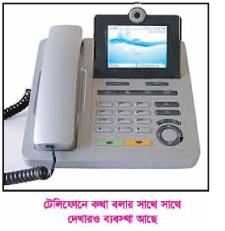 টেলিফোনে কথা বলার সাথে সাথে
দেখারও ব্যবস্থা আছে